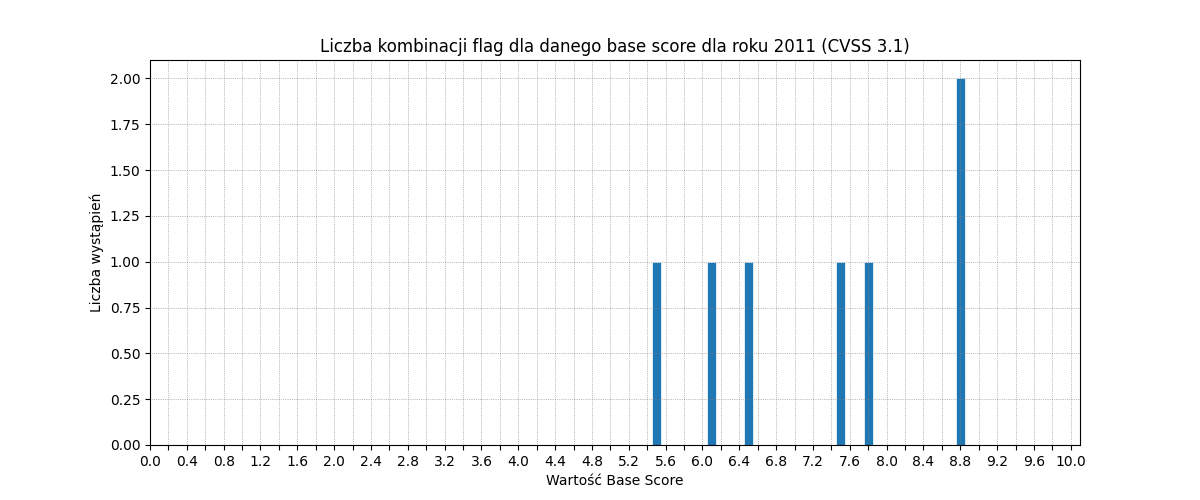 Liczba kombinacji flag dla danego base score dla roku 2011 (CVSS 3.1)
2.00
1.75
1.50
1.25
1.00
0.75
0.50
0.25
0.00
Liczba wystąpień
0.0 0.4 0.8 1.2 1.6 2.0 2.4 2.8 3.2 3.6 4.0 4.4 4.8 5.2 5.6 6.0 6.4 6.8 7.2 7.6 8.0 8.4 8.8 9.2 9.6 10.0
Wartość Base Score